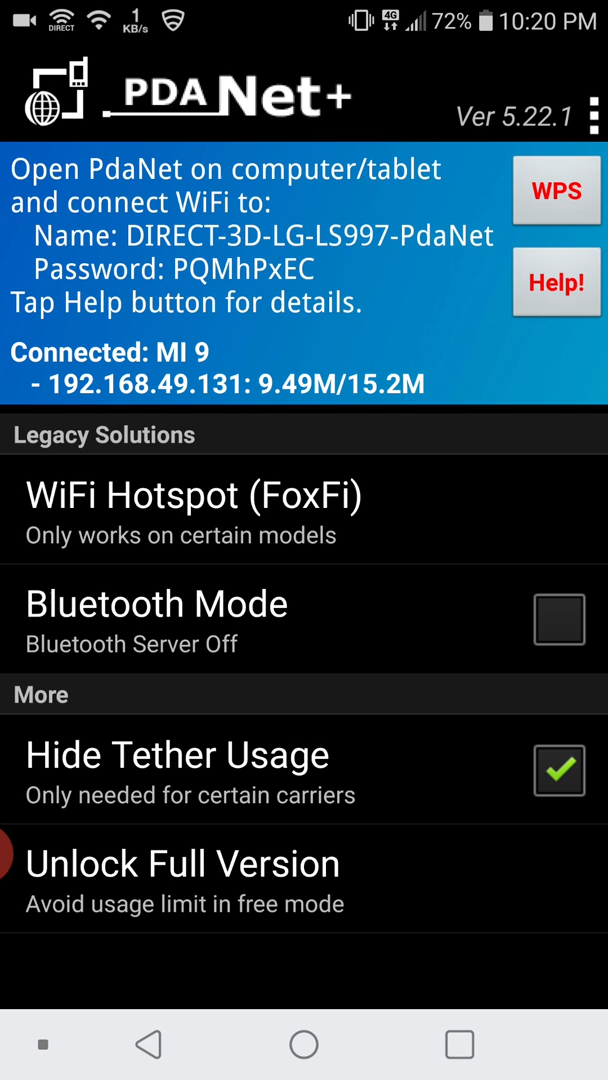 DIRECT
1
KB/s
4G
72%
10:20 PM
PDA Net+
Ver 5.22.1
Open PdaNet on computer/tablet
and connect WiFi to:
Name: DIRECT-3D-LG-LS997-PdaNet
Password: PQMhPxEC
Tap Help button for details.
WPS
Help!
Connected: MI 9
- 192.168.49.131: 9.49M/15.2M
Legacy Solutions
WiFi Hotspot (FoxFi)
Only works on certain models
Bluetooth Mode
Bluetooth Server Off
More
Hide Tether Usage
Only needed for certain carriers
Unlock Full Version
Avoid usage limit in free mode